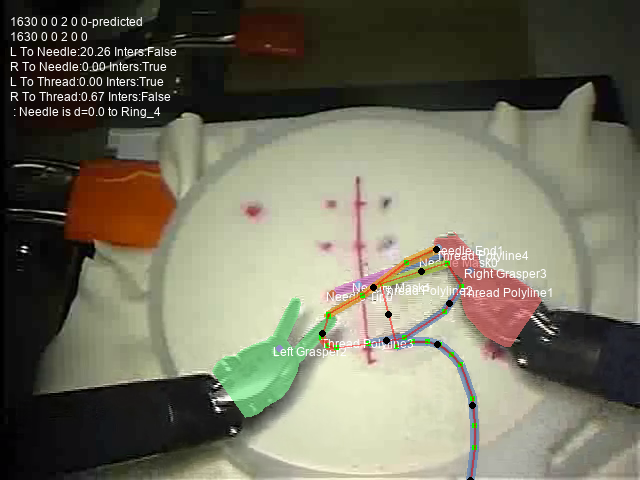 1630 0 0 2 0 0-predicted
1630 0 0 2 0 0
L To Needle:20.26 Inters:False
R To Needle:0.00 Inters:True
L To Thread:0.00 Inters:True
R To Thread:0.67 Inters:False
: Needle is d=0.0 to Ring_4
Needle End1
Thread Polyline4
Right Grasper3
Thread Polyline1
Left Grasper2
Thread Polyline3